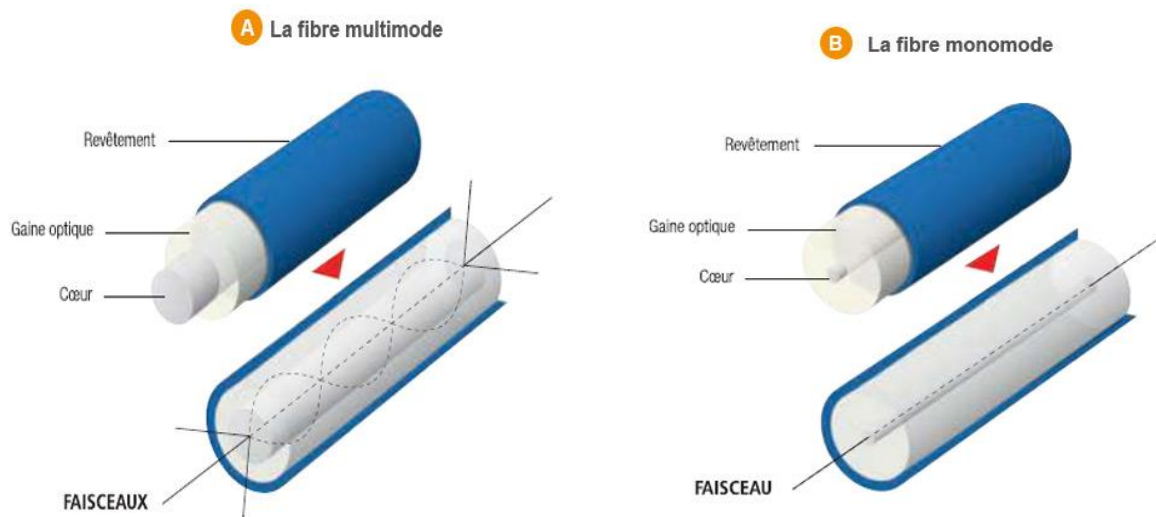 A La fibre multimode
Revêtement
Gaine optique
Cœur
FAISCEAUX
B La fibre monomode
Revêtement
Gaine optique
Cœur
FAISCEAU